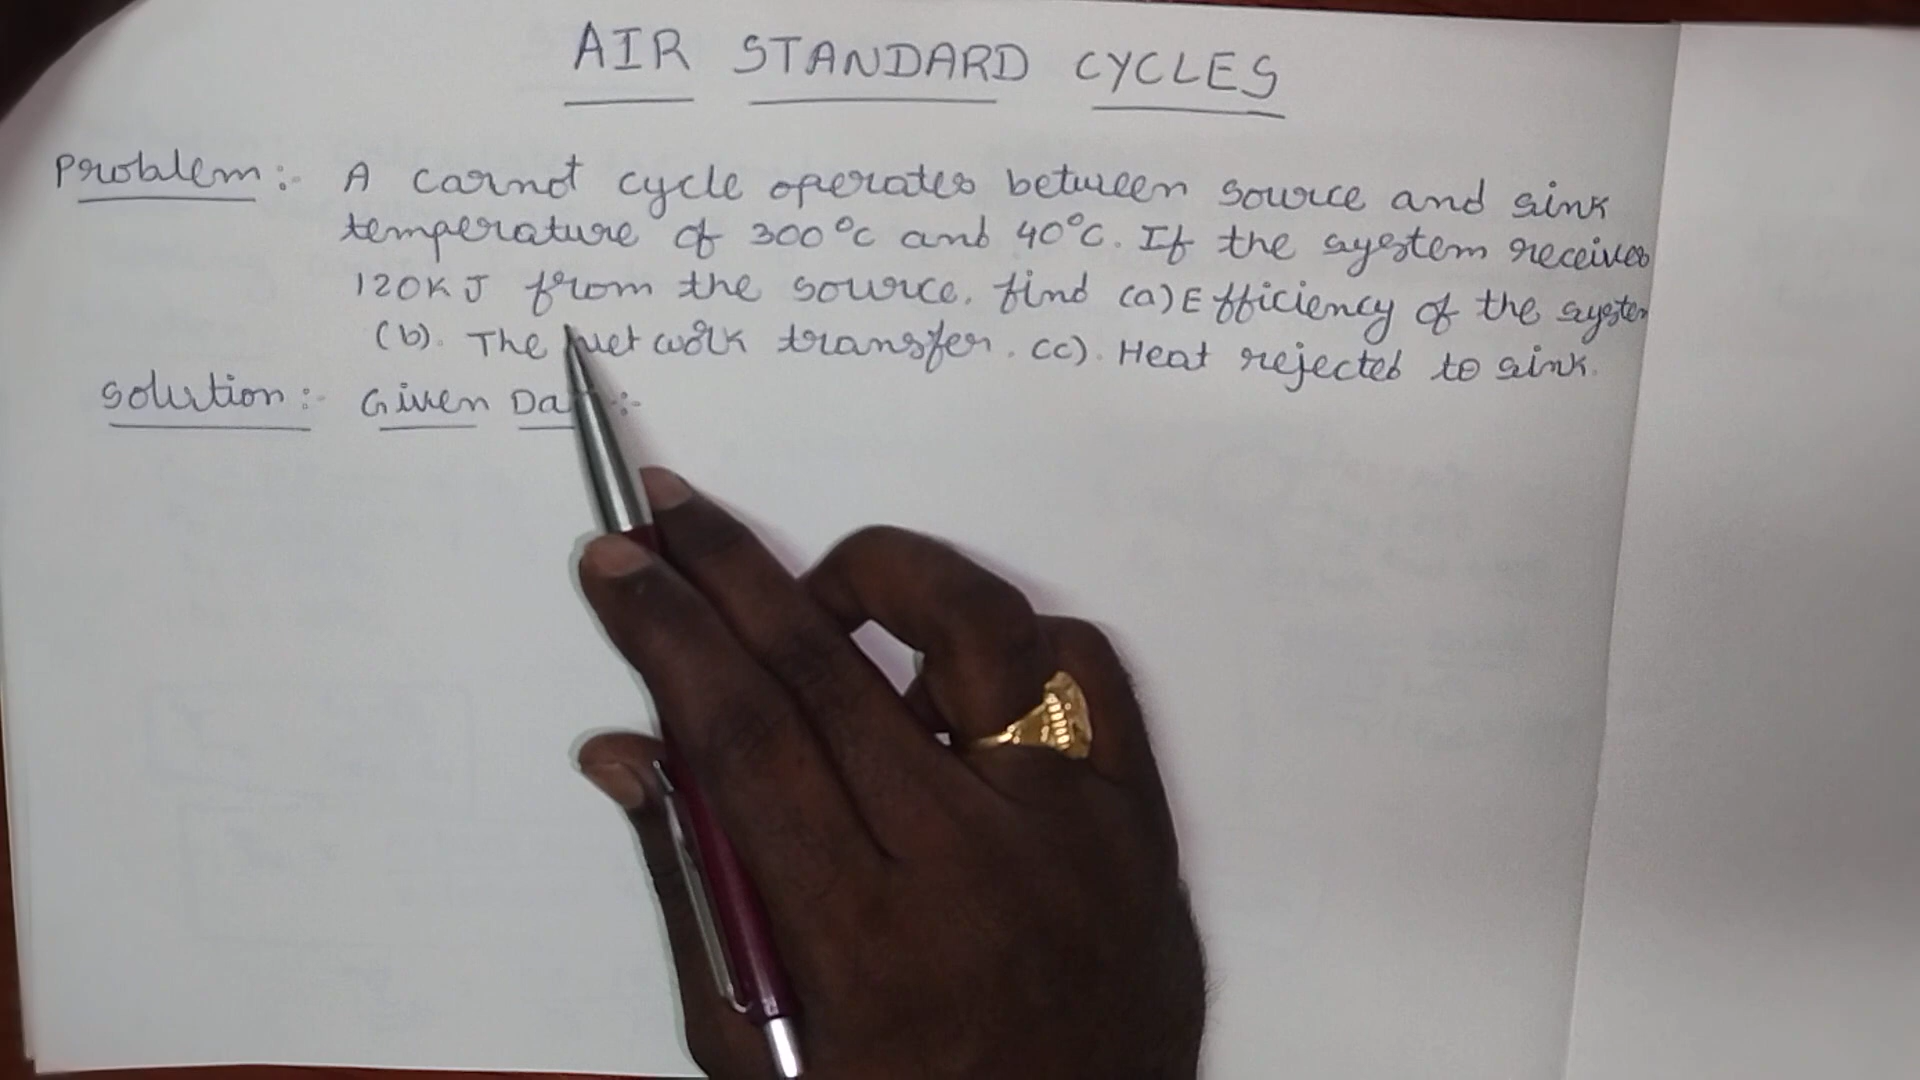 AIR STANDARD CYCLES
Problem:- A carnot cycle operates between source and sink
temperature of 300°c and 40°C. If the system receives
120KJ from the source, find (a) Efficiency of the system
(b). The net work transfer. (c). Heat rejected to sink.
Solution:- Given Da :-